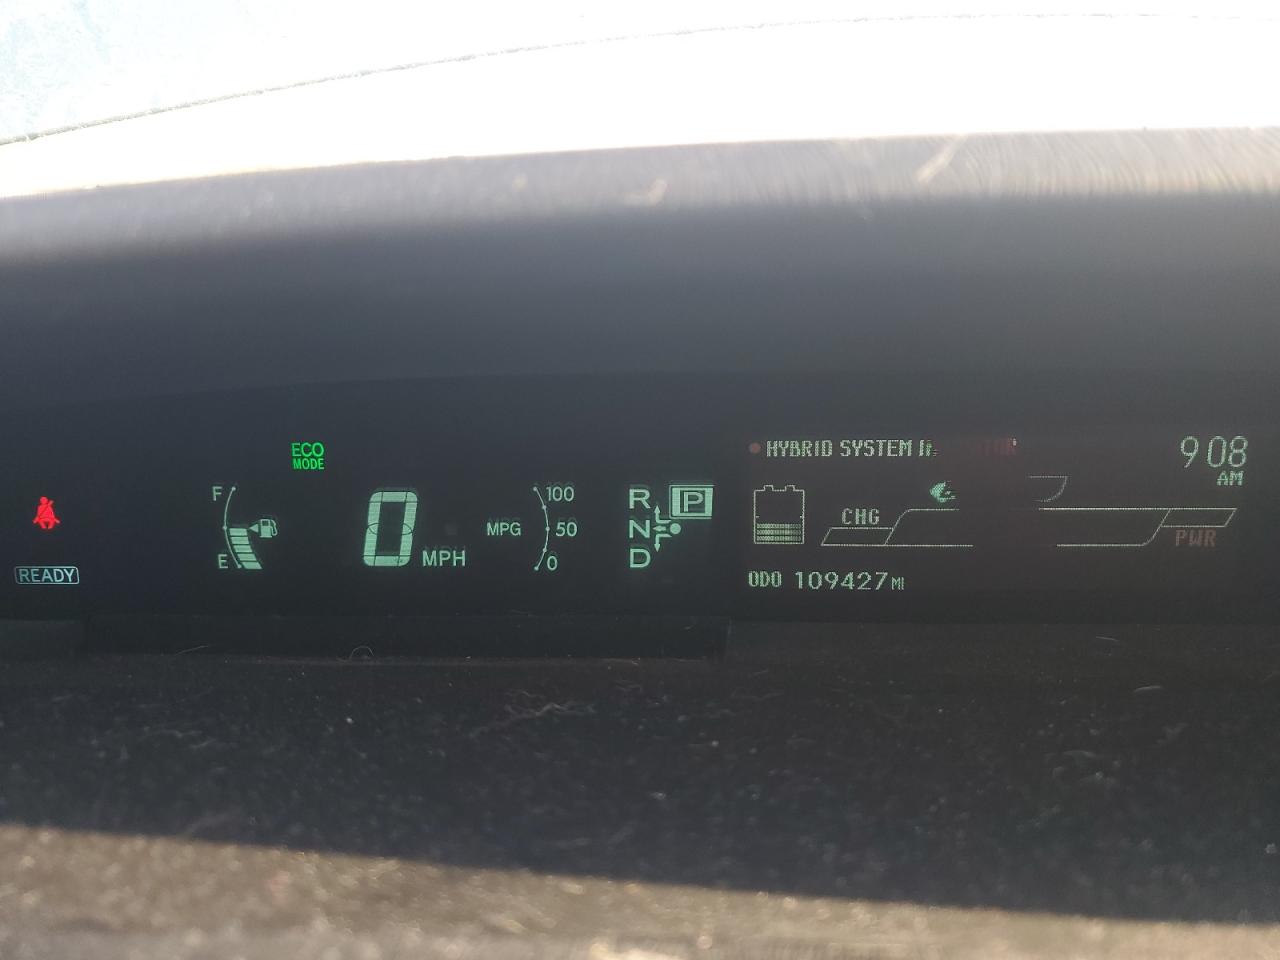 ECO
MODE
HYBRID SYSTEM
9 08
AM
F
E
READY
0 MPH
MPG
100
50
0
R
N
D
P
CHG
PWR
ODO 109427 MI